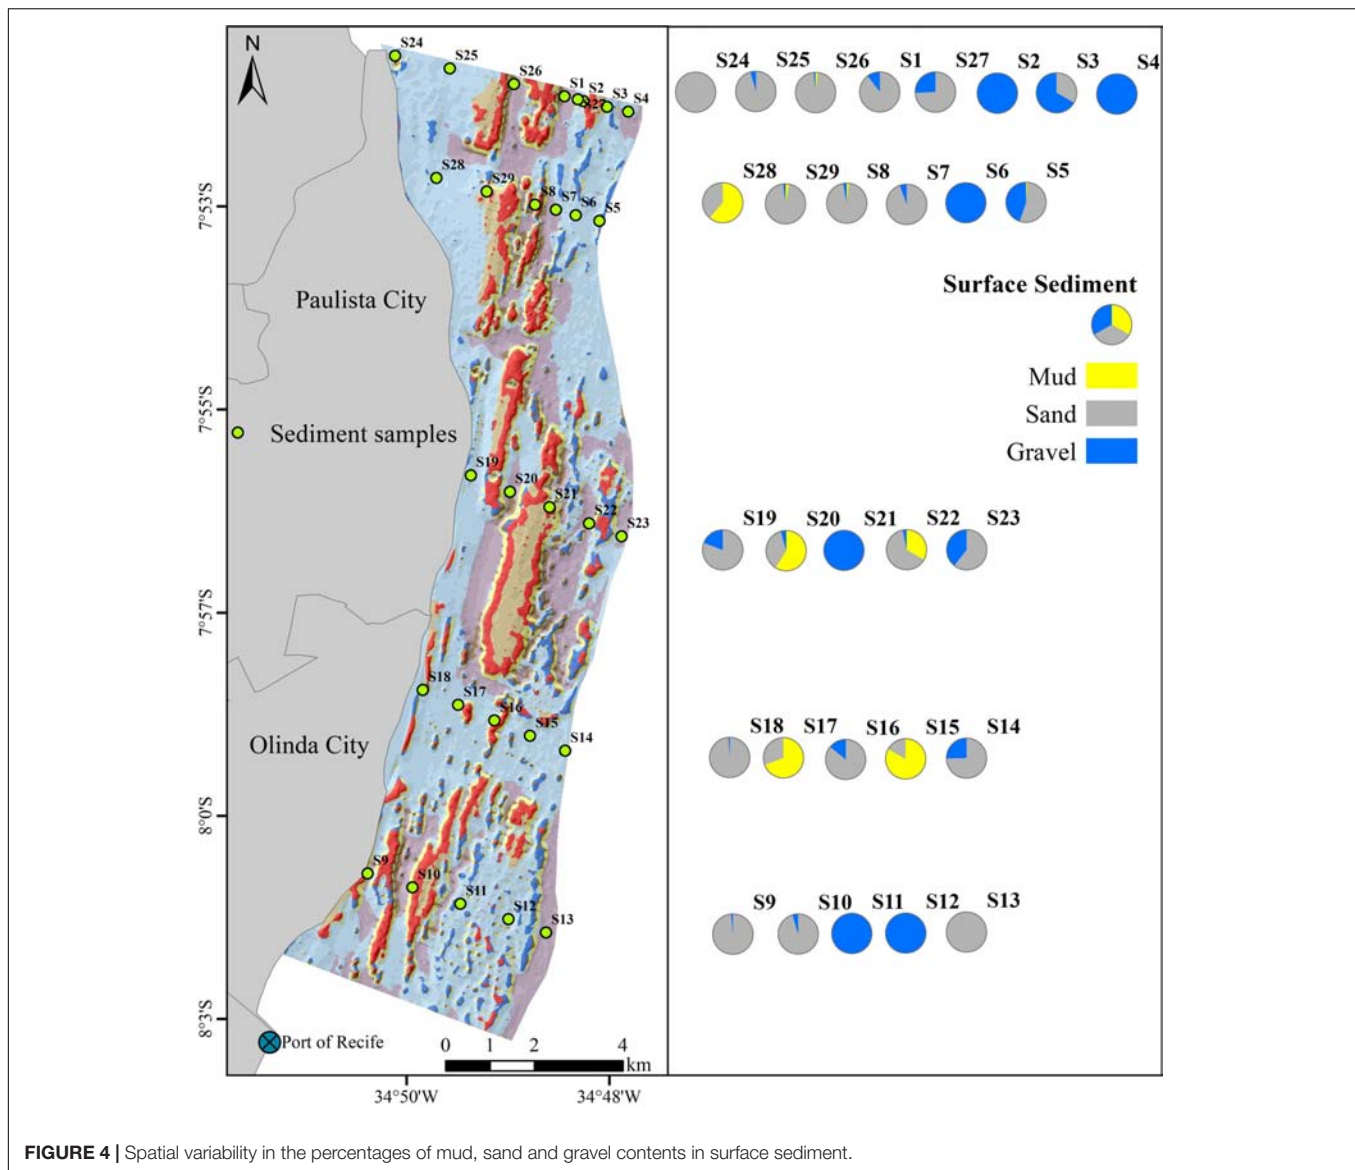 N
S24
S25
S26
S1
S2
S27
S3
S4
S28
S29
S8
S7
S6
S5
7°53'S
Paulista City
7°55'S
Sediment samples
S19
S20
S21
S22
S23
7°57'S
S18
S17
S16
S15
S14
Olinda City
8°0'S
S9
S10
S11
S12
S13
8°3'S
Port of Recife
0 1 2 4
km
34°50'W 34°48'W
S24 S25 S26 S1 S27 S2 S3 S4
S28 S29 S8 S7 S6 S5
Surface Sediment
Mud
Sand
Gravel
S19 S20 S21 S22 S23
S18 S17 S16 S15 S14
S9 S10 S11 S12 S13
FIGURE 4 | Spatial variability in the percentages of mud, sand and gravel contents in surface sediment.